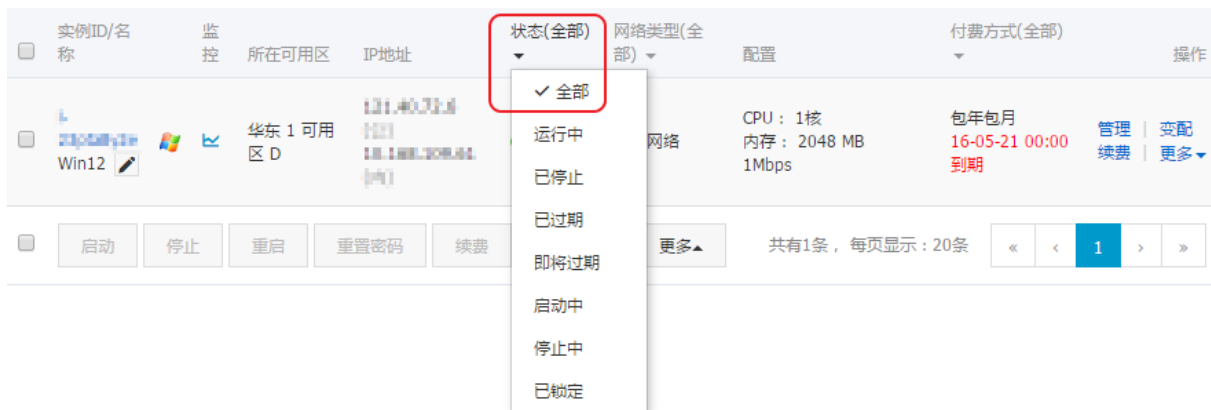 实例ID/名
称
监
控
所在可用区
IP地址
状态(全部)
网络类型(全
部)
配置
付费方式(全部)
操作
Win12
华东 1 可用
区 D
网络
CPU： 1核
内存： 2048 MB
1Mbps
包年包月
16-05-21 00:00
到期
管理
变配
续费
更多
全部
运行中
已停止
已过期
即将过期
启动中
停止中
已锁定
启动
停止
重启
重置密码
续费
更多
共有1条， 每页显示：20条
«
‹
1
›
»